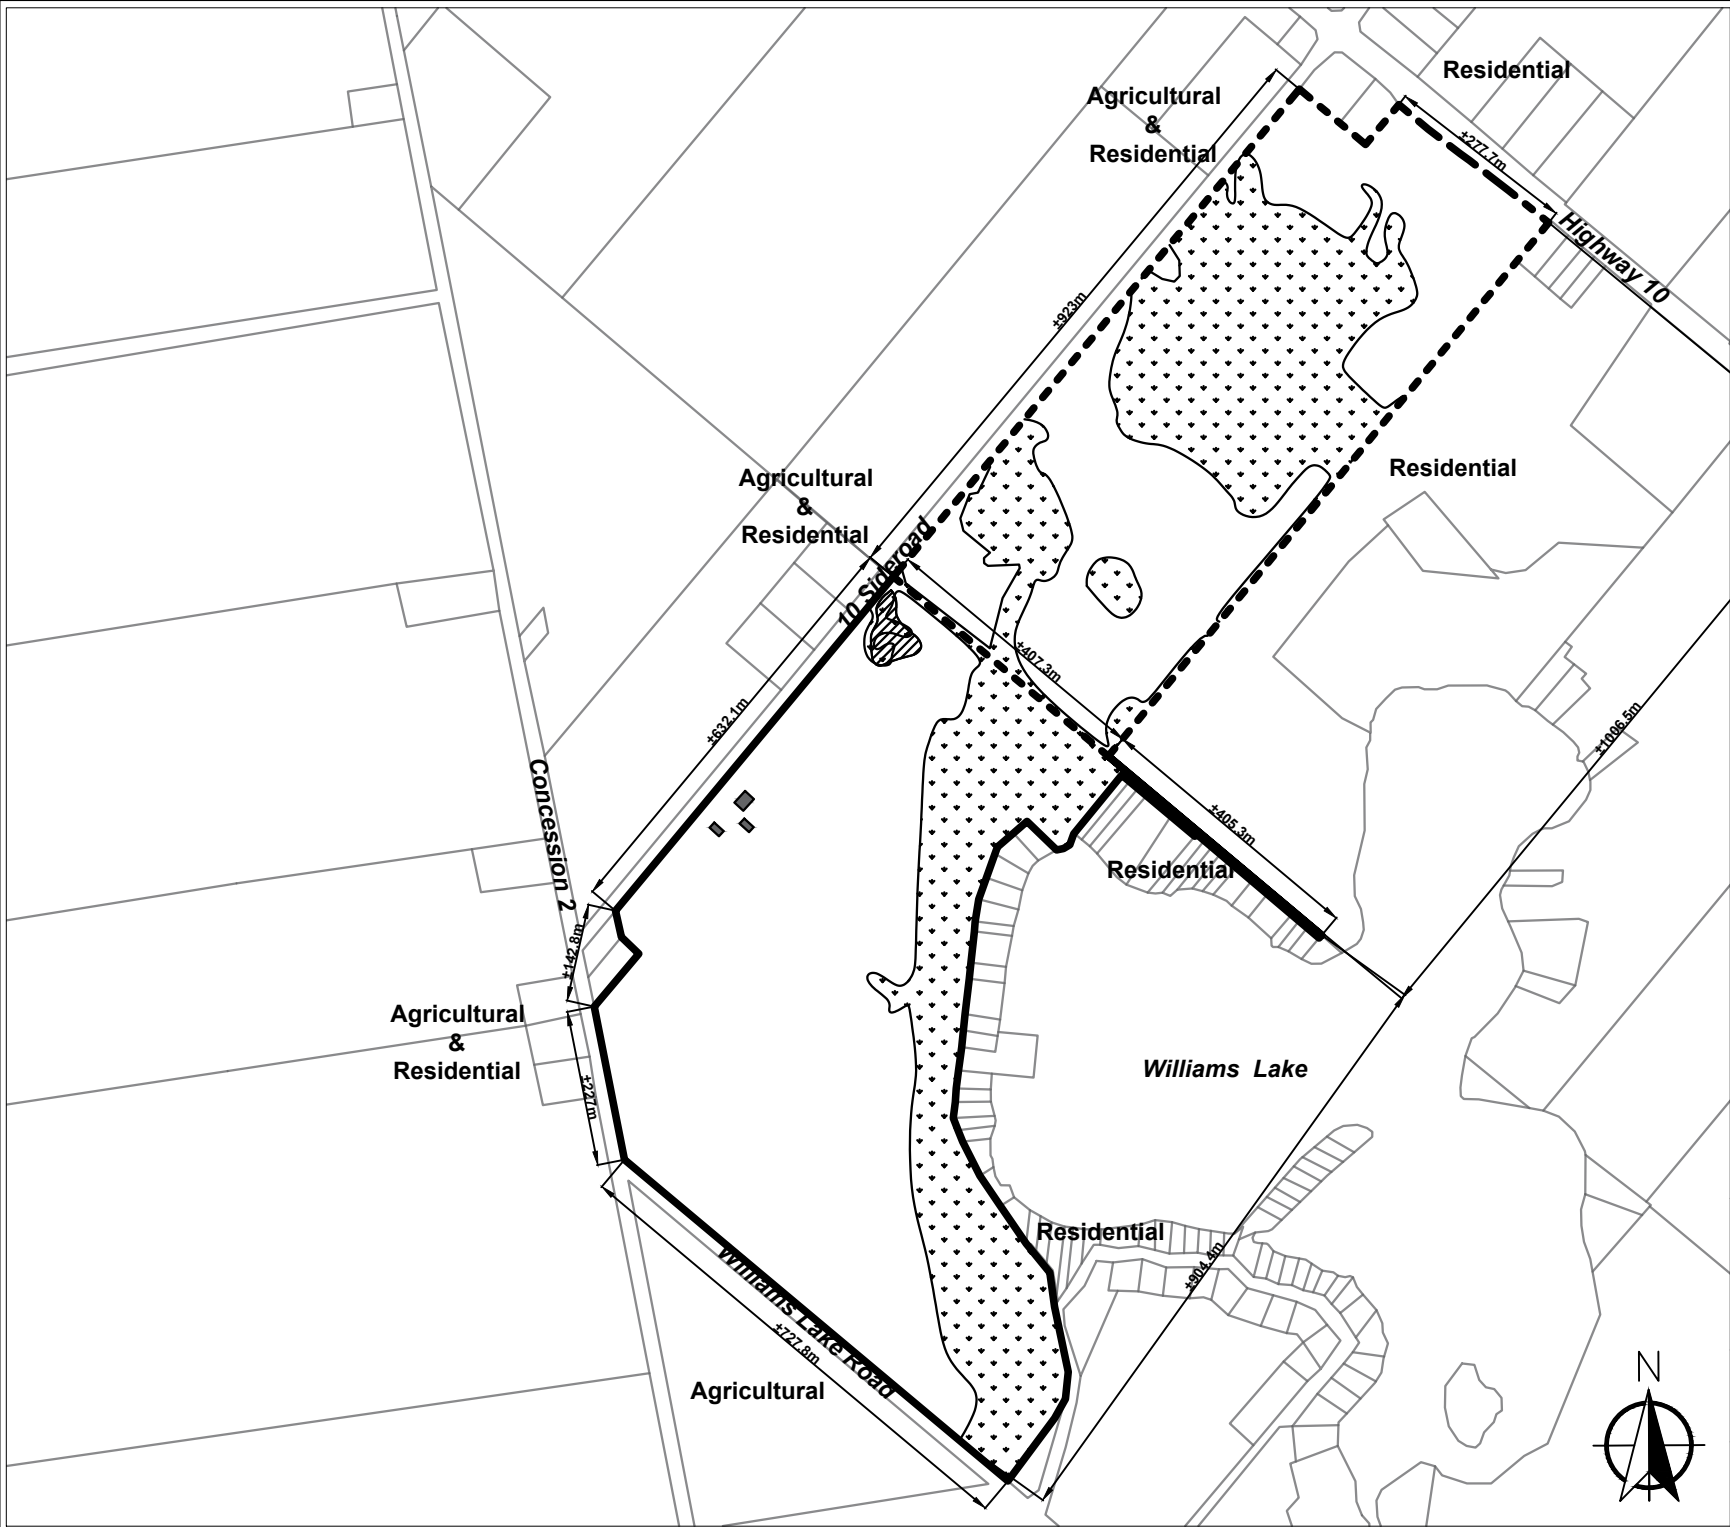 Residential
Agricultural
&
Residential
±277.7m
Highway 10
±923m
Residential
Agricultural
&
Residential
10 Sideroad
±407.3m
±632.1m
±1006.5m
Concession 2
±405.3m
Residential
±142.8m
Agricultural
&
Residential
Williams Lake
±227m
Residential
±904.4m
Williams Lake Road
±727.8m
Agricultural
N